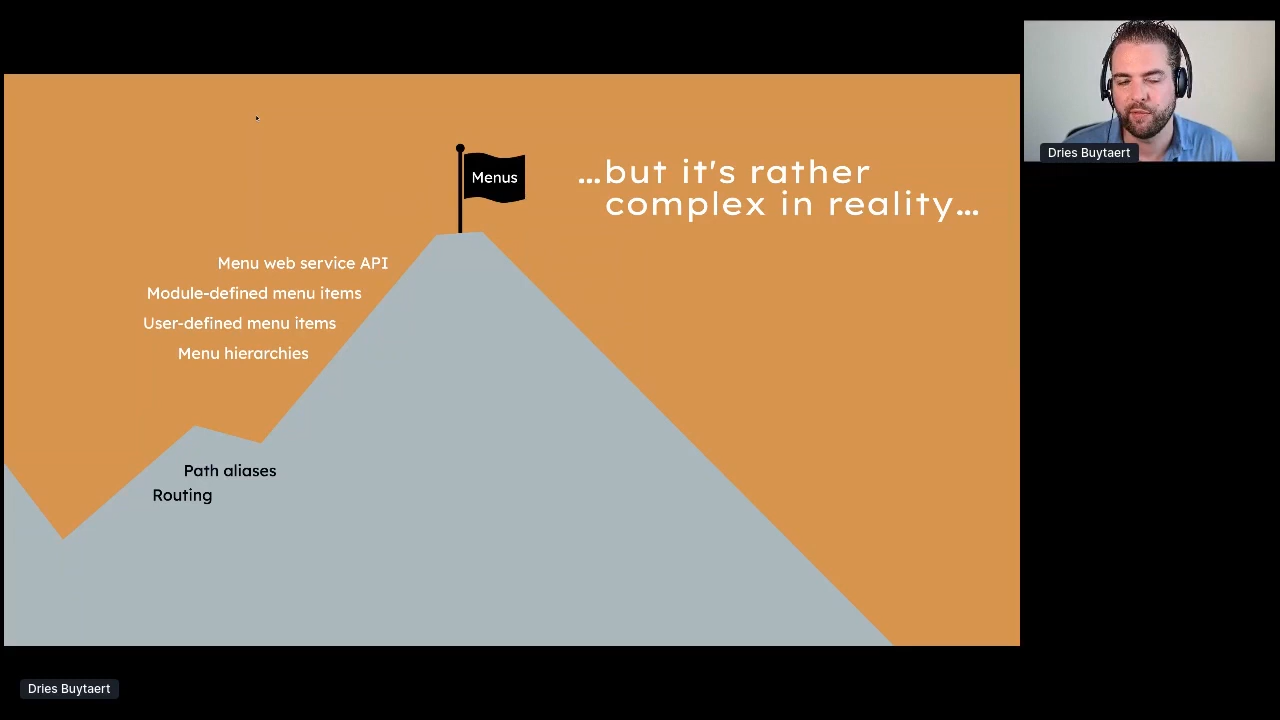 Dries Buytaert
…but it's rather
complex in reality…
Menus
Menu web service API
Module-defined menu items
User-defined menu items
Menu hierarchies
Path aliases
Routing
Dries Buytaert